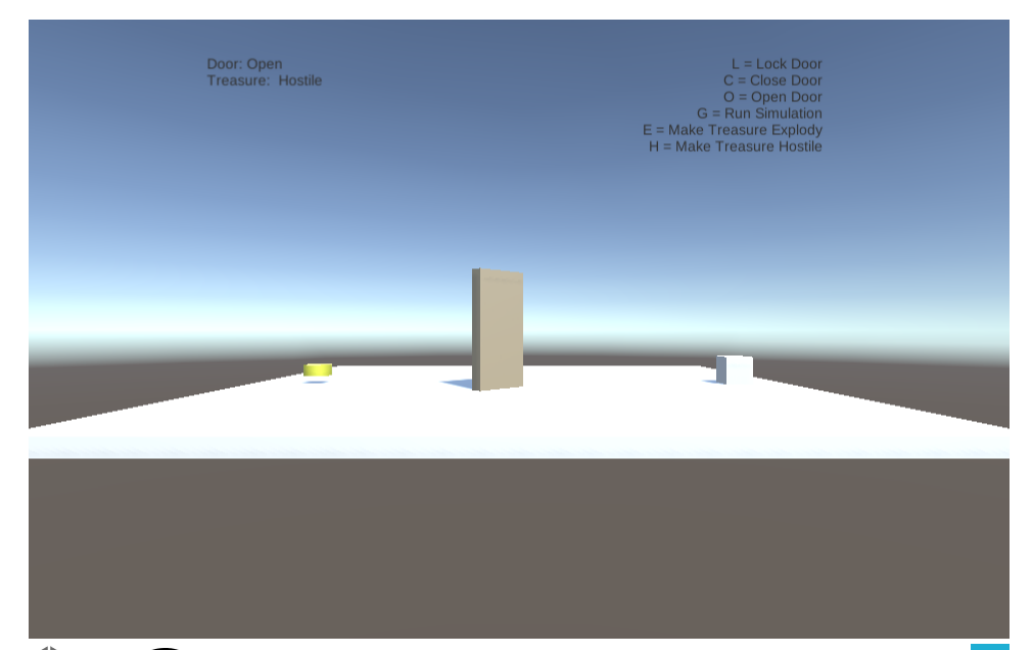 Door: Open
Treasure: Hostile
L = Lock Door
C = Close Door
O = Open Door
G = Run Simulation
E = Make Treasure Explody
H = Make Treasure Hostile